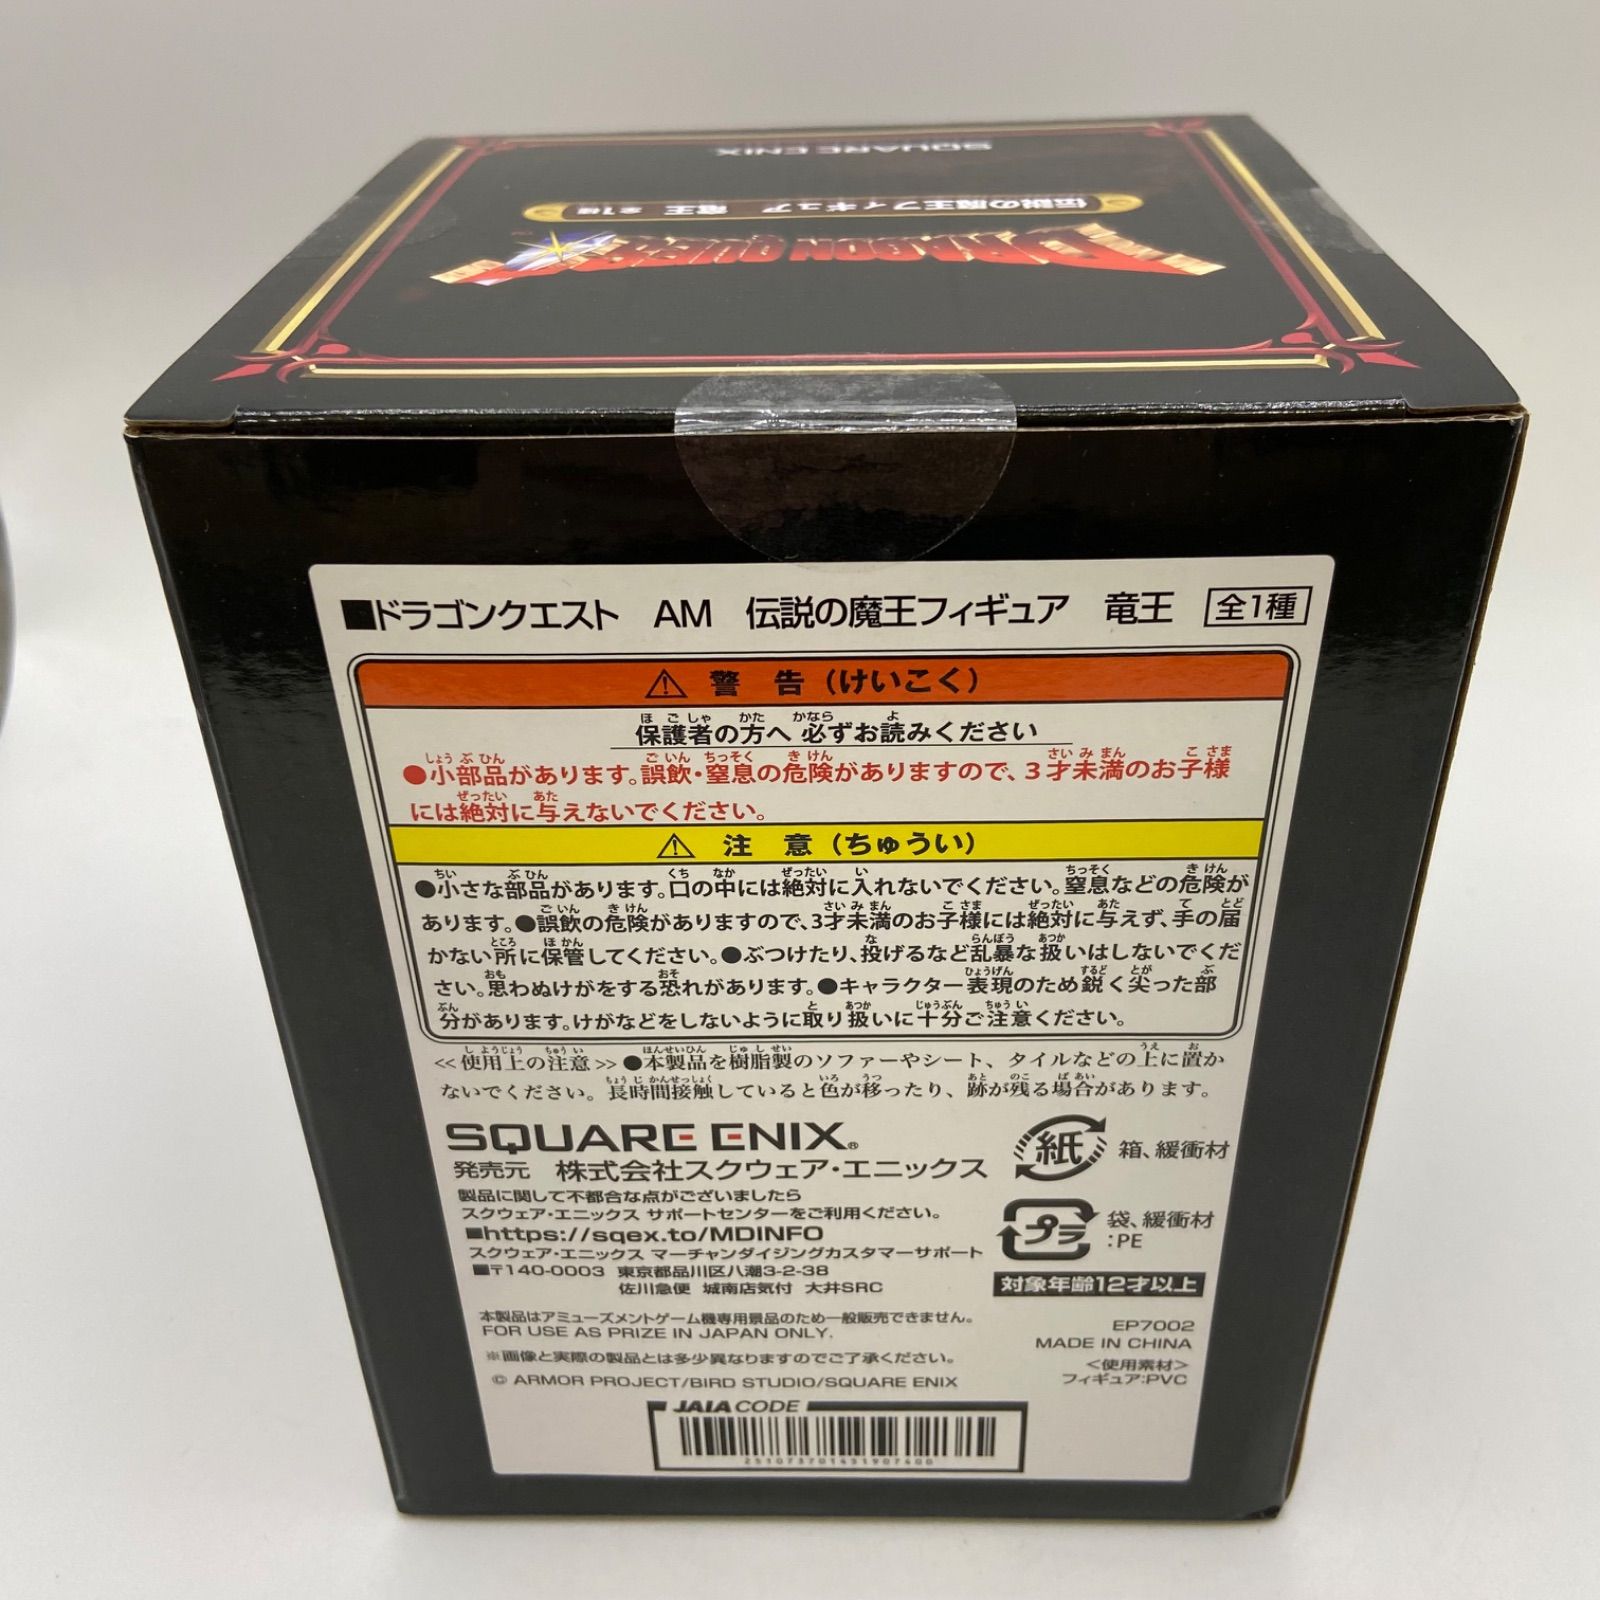 SQUARE ENIX
伝説の魔王フィギュア 竜王 全1種
DRAGON QUEST
■ドラゴンクエスト AM 伝説の魔王フィギュア 竜王 全1種
⚠ 警 告 (けいこく)
保護者の方へ 必ずお読みください
●小部品があります。誤飲・窒息の危険がありますので、3才未満のお子様
には絶対に与えないでください。
⚠ 注 意 (ちゅうい)
●小さな部品があります。口の中には絶対に入れないでください。窒息などの危険が
あります。●誤飲の危険がありますので、3才未満のお子様には絶対に与えず、手の届
かない所に保管してください。●ぶつけたり、投げるなど乱暴な扱いはしないでくだ
さい。思わぬけがをする恐れがあります。●キャラクター表現のため鋭く尖った部
分があります。けがなどをしないように取り扱いに十分ご注意ください。
≪使用上の注意≫●本製品を樹脂製のソファーやシート、タイルなどの上に置か
ないでください。長時間接触していると色が移ったり、跡が残る場合があります。
SQUARE ENIX®
発売元 株式会社スクウェア・エニックス
製品に関して不都合な点がございましたら
スクウェア・エニックス サポートセンターをご利用ください。
■https://sqex.to/MDINFO
スクウェア・エニックス マーチャンダイジングカスタマーサポート
■〒140-0003 東京都品川区八潮3-2-38
佐川急便 城南店気付 大井SRC
紙 箱、緩衝材
プラ 袋、緩衝材
:PE
対象年齢12才以上
本製品はアミューズメントゲーム機専用景品のため一般販売できません。
FOR USE AS PRIZE IN JAPAN ONLY.
※画像と実際の製品とは多少異なりますのでご了承ください。
© ARMOR PROJECT/BIRD STUDIO/SQUARE ENIX
EP7002
MADE IN CHINA
<使用素材>
フィギュア:PVC
JAIA CODE